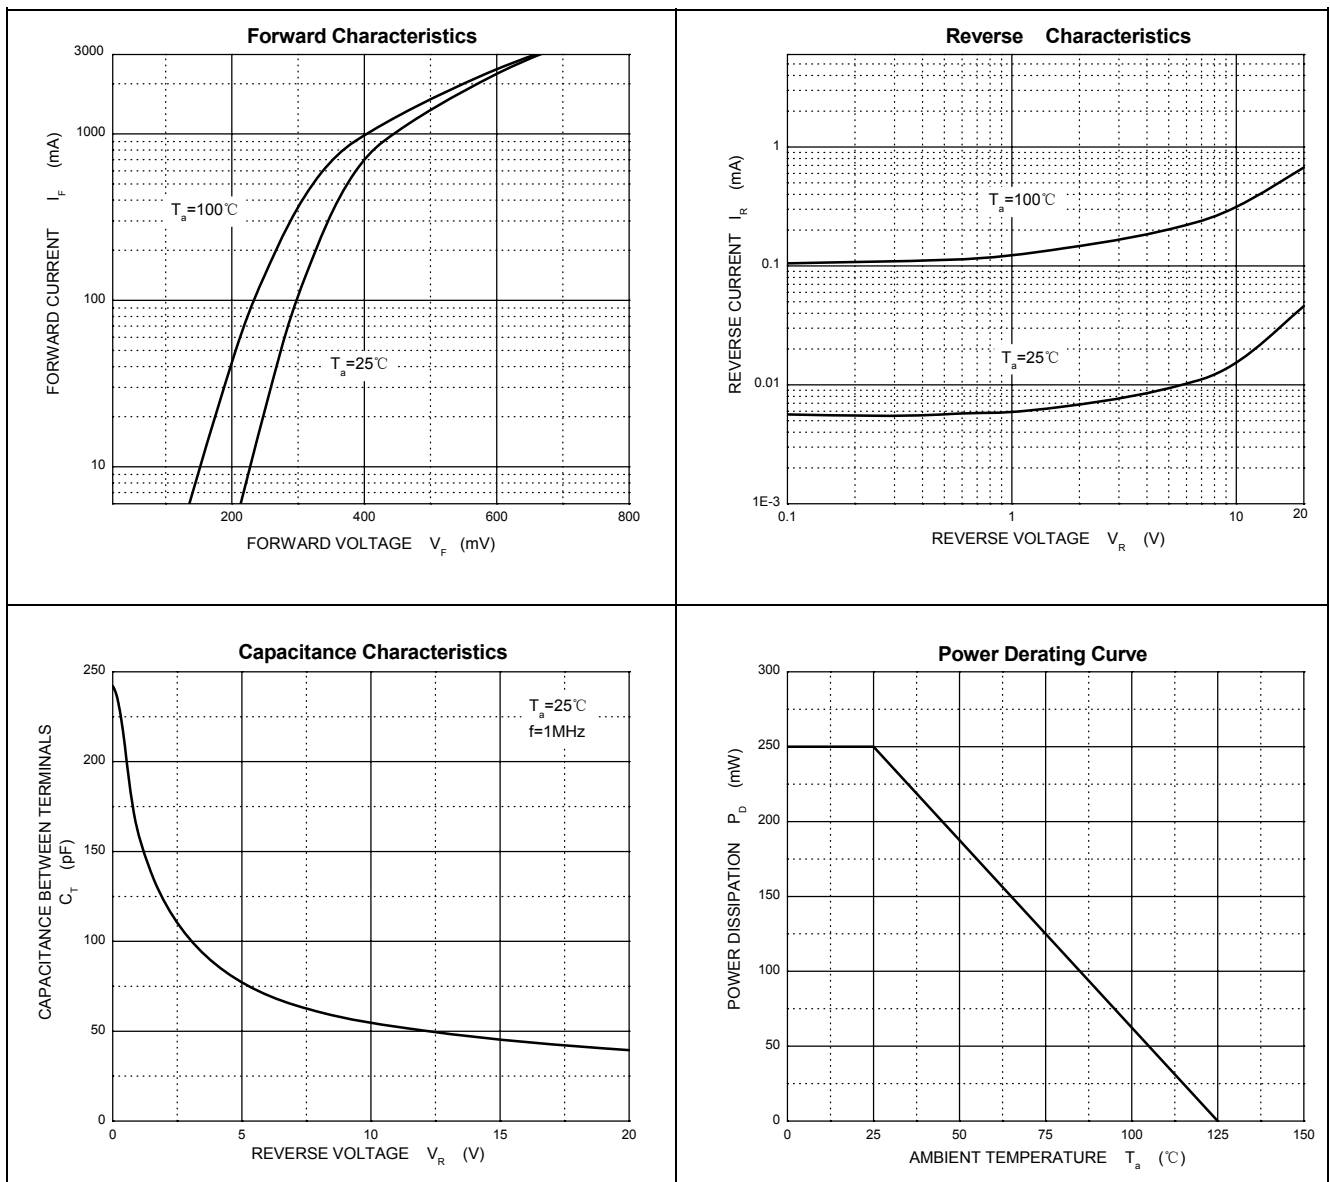 Forward Characteristics
3000
1000
100
10
FORWARD CURRENT I_F (mA)
T_a=100℃
T_a=25℃
200 400 600 800
FORWARD VOLTAGE V_F (mV)
Reverse Characteristics
1
0.1
0.01
1E-3
REVERSE CURRENT I_R (mA)
T_a=100℃
T_a=25℃
0.1 1 10 20
REVERSE VOLTAGE V_R (V)
Capacitance Characteristics
250
200
150
100
50
0
CAPACITANCE BETWEEN TERMINALS
C_T (pF)
T_a=25℃
f=1MHz
0 5 10 15 20
REVERSE VOLTAGE V_R (V)
Power Derating Curve
300
250
200
150
100
50
0
POWER DISSIPATION P_D (mW)
0 25 50 75 100 125 150
AMBIENT TEMPERATURE T_a (℃)